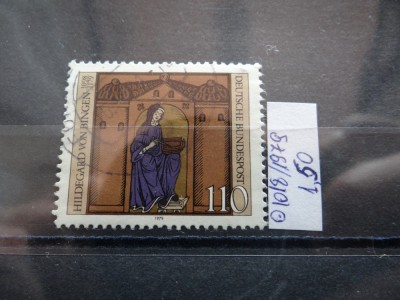 HILDEGARD VON BINGEN
DEUTSCHE BUNDESPOST
110
1979
1018/1979
1,50